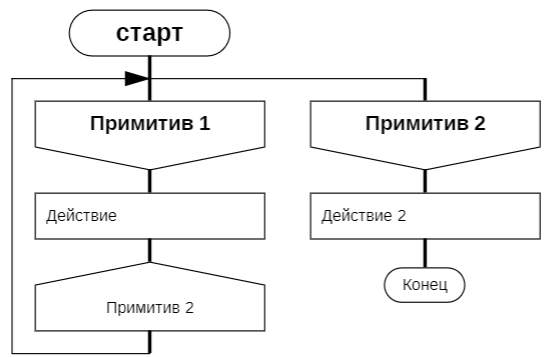 старт
Примитив 1
Примитив 2
Действие
Действие 2
Примитив 2
Конец